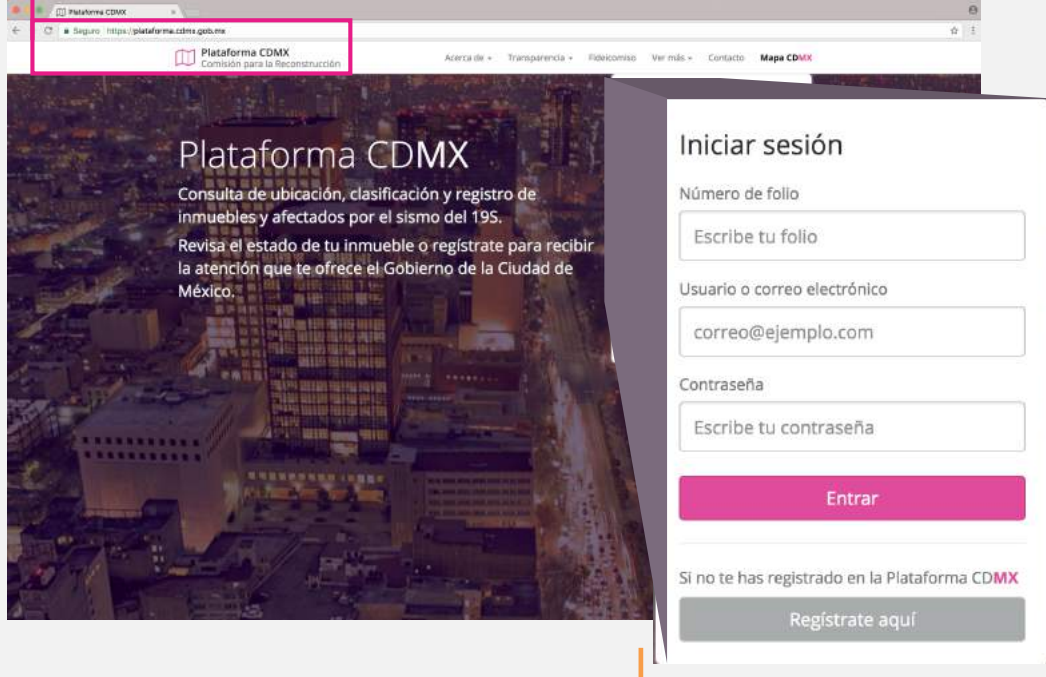 Plataforma CDMX
Seguro https://plataforma.cdmx.gob.mx
Plataforma CDMX
Comisión para la Reconstrucción
Acerca de Transparencia Fideicomiso Ver más Contacto Mapa CDMX
Plataforma CDMX
Consulta de ubicación, clasificación y registro de
inmuebles y afectados por el sismo del 19S.
Revisa el estado de tu inmueble o regístrate para recibir
la atención que te ofrece el Gobierno de la Ciudad de
México.
Iniciar sesión
Número de folio
Escribe tu folio
Usuario o correo electrónico
correo@ejemplo.com
Contraseña
Escribe tu contraseña
Entrar
Si no te has registrado en la Plataforma CDMX
Regístrate aquí